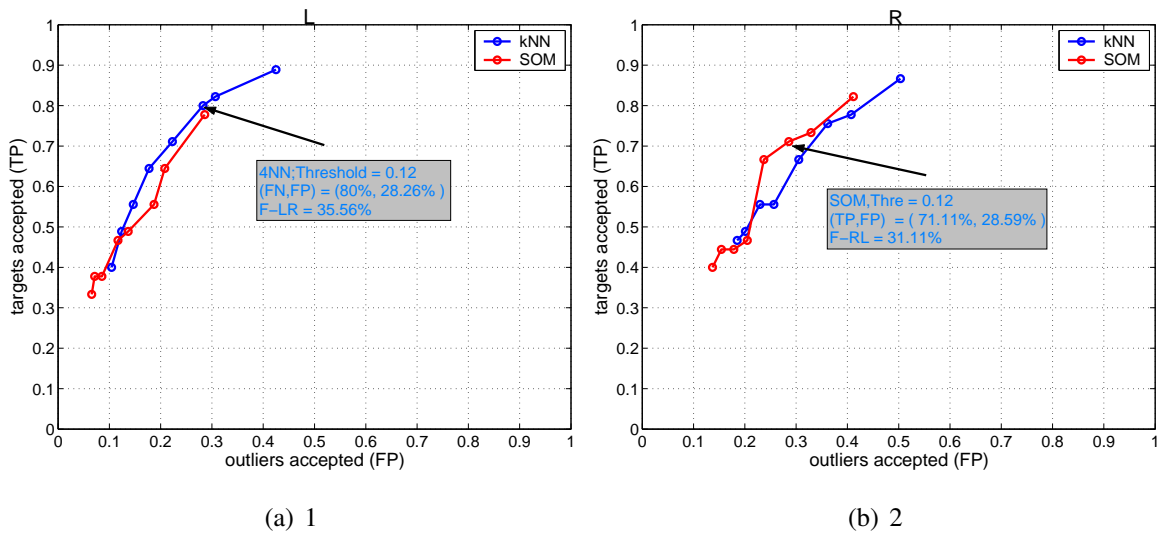 L
1
0.9
0.8
0.7
0.6
0.5
0.4
0.3
0.2
0.1
0
targets accepted (TP)
kNN
SOM
4NN;Threshold = 0.12
(FN,FP) = (80%, 28.26% )
F−LR = 35.56%
0 0.1 0.2 0.3 0.4 0.5 0.6 0.7 0.8 0.9 1
outliers accepted (FP)
(a) 1
R
1
0.9
0.8
0.7
0.6
0.5
0.4
0.3
0.2
0.1
0
targets accepted (TP)
kNN
SOM
SOM,Thre = 0.12
(TP,FP) = ( 71.11%, 28.59% )
F−RL = 31.11%
0 0.1 0.2 0.3 0.4 0.5 0.6 0.7 0.8 0.9 1
outliers accepted (FP)
(b) 2